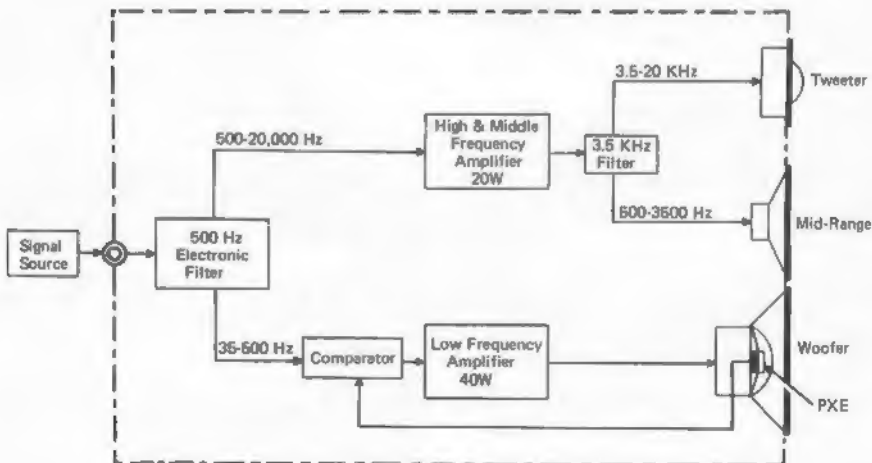 3.5-20 KHz
Tweeter
500-20,000 Hz
High & Middle
Frequency
Amplifier
20W
3.5 KHz
Filter
500-3500 Hz
Mid-Range
Signal
Source
500 Hz
Electronic
Filter
35-500 Hz
Comparator
Low Frequency
Amplifier
40W
Woofer
PXE